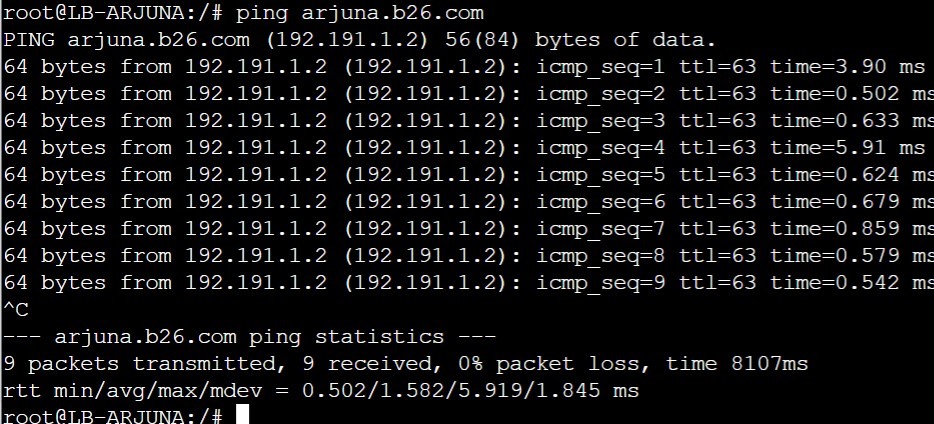 root@LB-ARJUNA:/# ping arjuna.b26.com
PING arjuna.b26.com (192.191.1.2) 56(84) bytes of data.
64 bytes from 192.191.1.2 (192.191.1.2): icmp_seq=1 ttl=63 time=3.90 ms
64 bytes from 192.191.1.2 (192.191.1.2): icmp_seq=2 ttl=63 time=0.502 ms
64 bytes from 192.191.1.2 (192.191.1.2): icmp_seq=3 ttl=63 time=0.633 ms
64 bytes from 192.191.1.2 (192.191.1.2): icmp_seq=4 ttl=63 time=5.91 ms
64 bytes from 192.191.1.2 (192.191.1.2): icmp_seq=5 ttl=63 time=0.624 ms
64 bytes from 192.191.1.2 (192.191.1.2): icmp_seq=6 ttl=63 time=0.679 ms
64 bytes from 192.191.1.2 (192.191.1.2): icmp_seq=7 ttl=63 time=0.859 ms
64 bytes from 192.191.1.2 (192.191.1.2): icmp_seq=8 ttl=63 time=0.579 ms
64 bytes from 192.191.1.2 (192.191.1.2): icmp_seq=9 ttl=63 time=0.542 ms
^C
--- arjuna.b26.com ping statistics ---
9 packets transmitted, 9 received, 0% packet loss, time 8107ms
rtt min/avg/max/mdev = 0.502/1.582/5.919/1.845 ms
root@LB-ARJUNA:/#